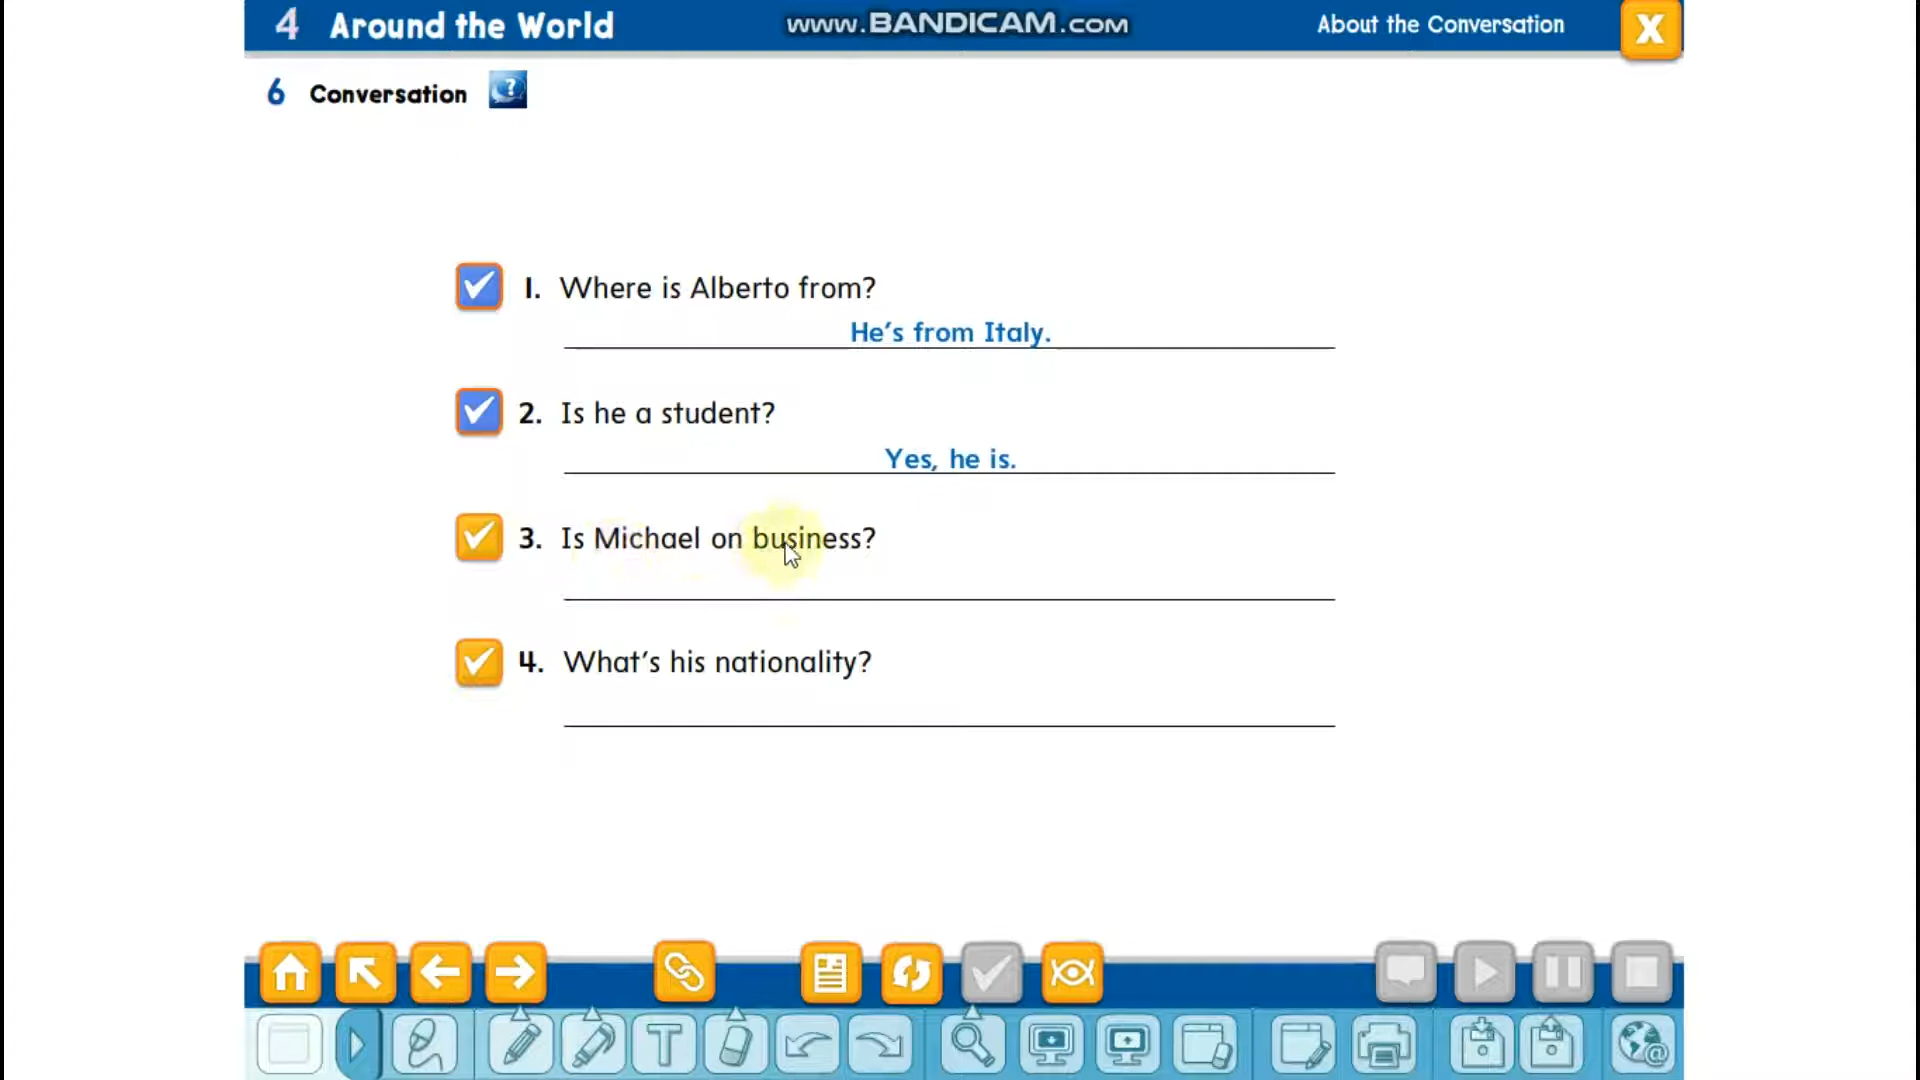 4 Around the World
www.BANDICAM.com
About the Conversation
X
6 Conversation
1. Where is Alberto from?
He's from Italy.
2. Is he a student?
Yes, he is.
3. Is Michael on business?
4. What's his nationality?